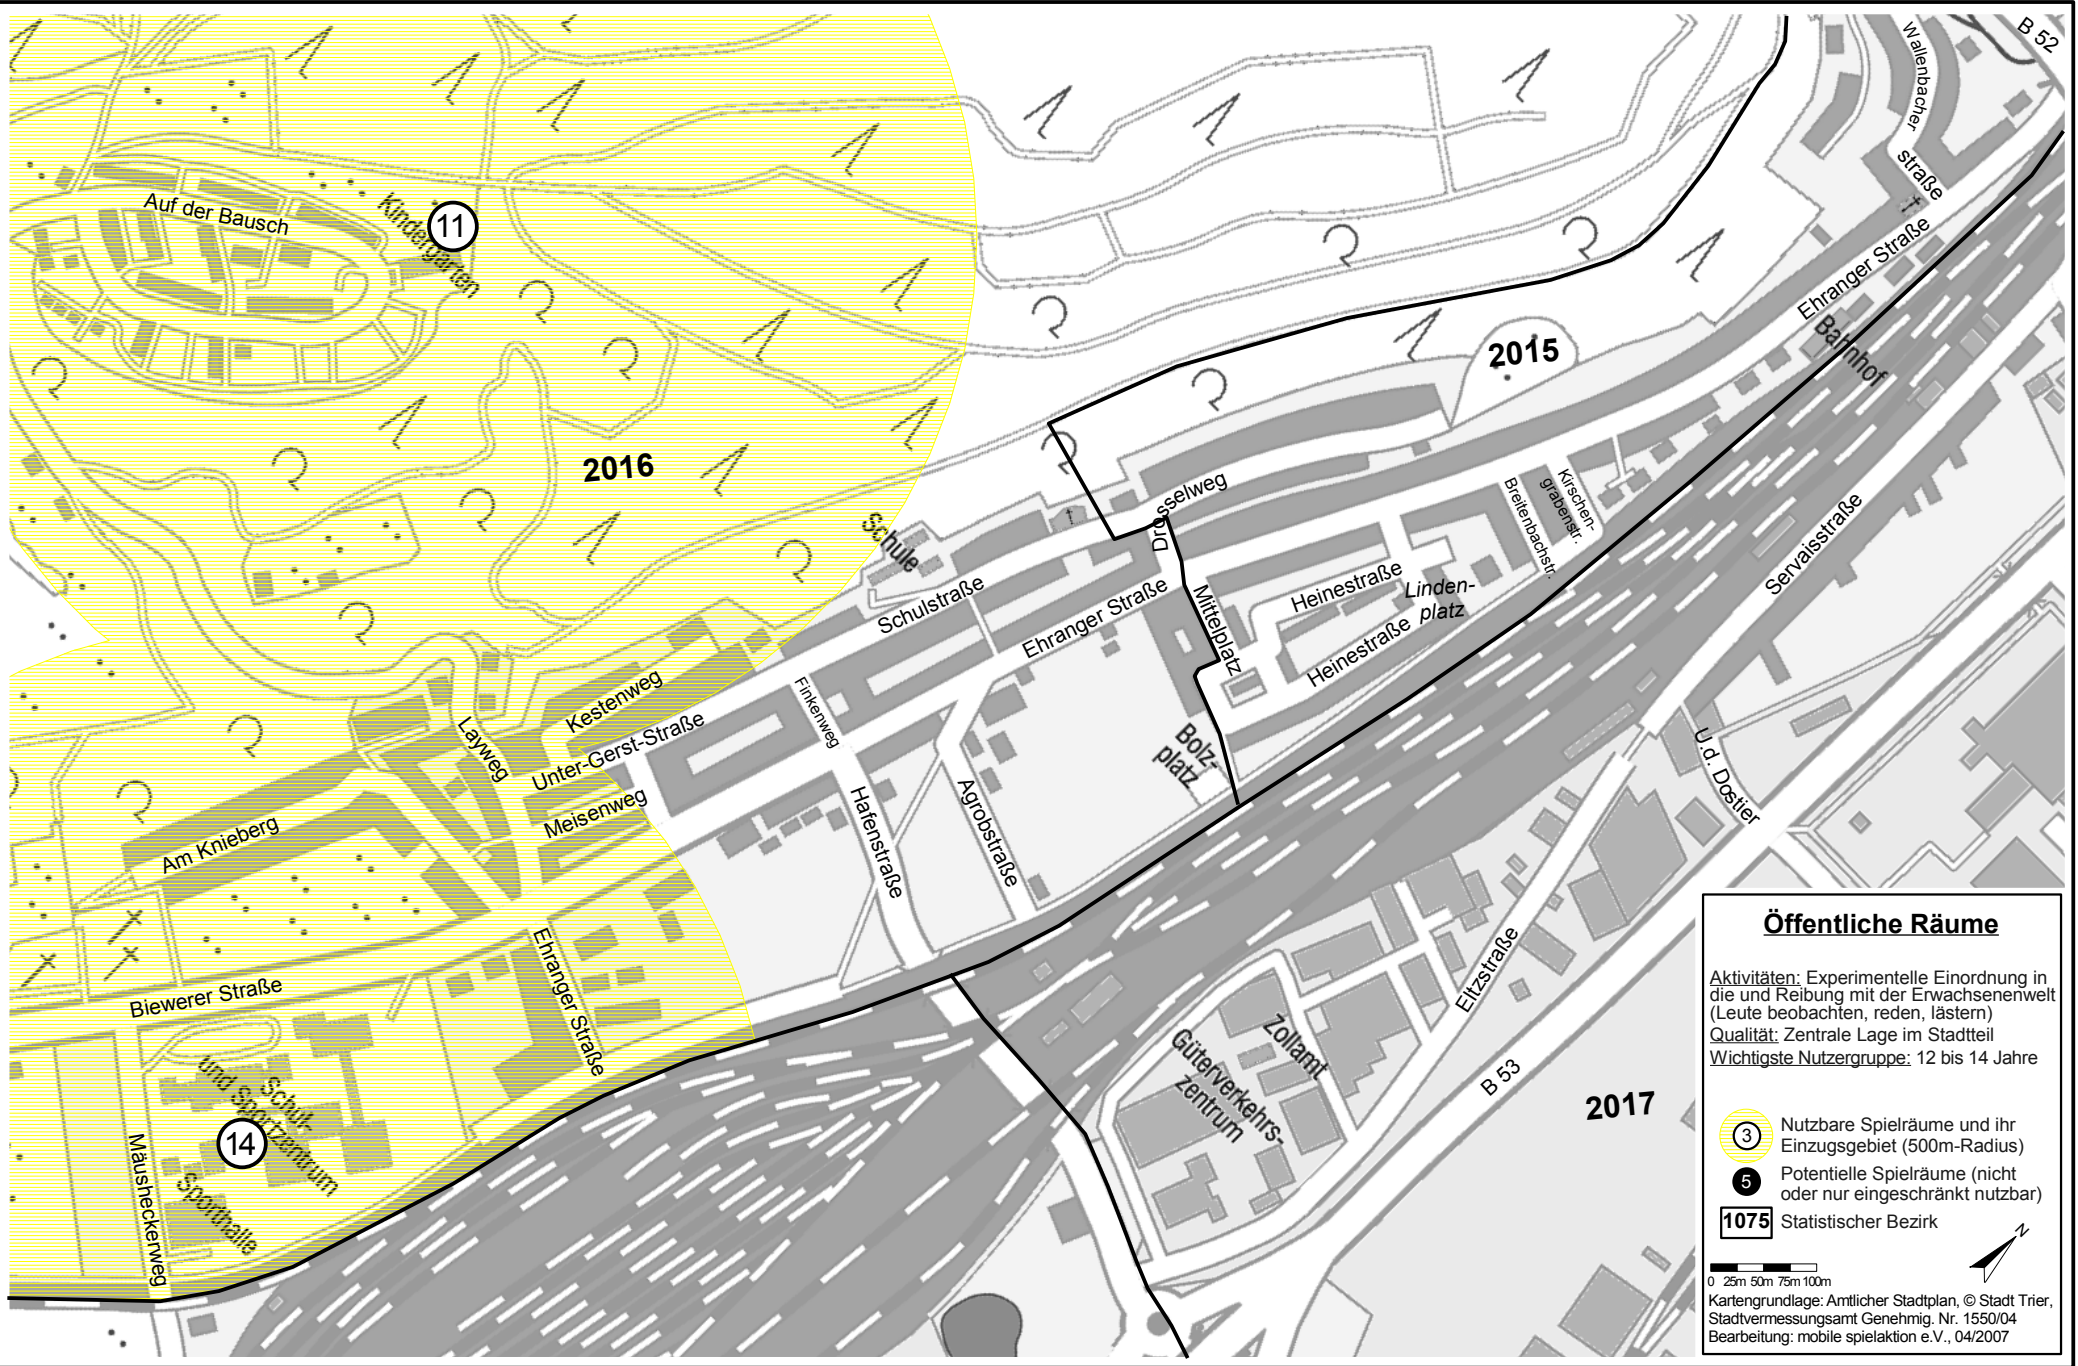 B 52
Wallenbacher
straße
Auf der Bausch
Kindergarten
11
Ehranger Straße
Bahnhof
2015
2016
Drosselweg
Schule
Schulstraße
Ehranger Straße
Mittelplatz
Heinestraße
Linden-
platz
Heinestraße
Breitenbachstr.
Kirschen-
grabenstr.
Servaisstraße
Kestenweg
Layweg
Unter-Gerst-Straße
Meisenweg
Finkenweg
Bolz-
platz
U.d. Dostler
Am Knieberg
Hafenstraße
Agrobstraße
Ehranger Straße
Biewerer Straße
Eltzstraße
Zollamt
Güterverkehrs-
zentrum
B 53
2017
Schul-
und Sportzentrum
14
Sporthalle
Mäusheckerweg
Öffentliche Räume
Aktivitäten: Experimentelle Einordnung in
die und Reibung mit der Erwachsenenwelt
(Leute beobachten, reden, lästern)
Qualität: Zentrale Lage im Stadtteil
Wichtigste Nutzergruppe: 12 bis 14 Jahre
3
Nutzbare Spielräume und ihr
Einzugsgebiet (500m-Radius)
5
Potentielle Spielräume (nicht
oder nur eingeschränkt nutzbar)
1075 Statistischer Bezirk
N
0 25m 50m 75m 100m
Kartengrundlage: Amtlicher Stadtplan, © Stadt Trier,
Stadtvermessungsamt Genehmig. Nr. 1550/04
Bearbeitung: mobile spielaktion e.V., 04/2007